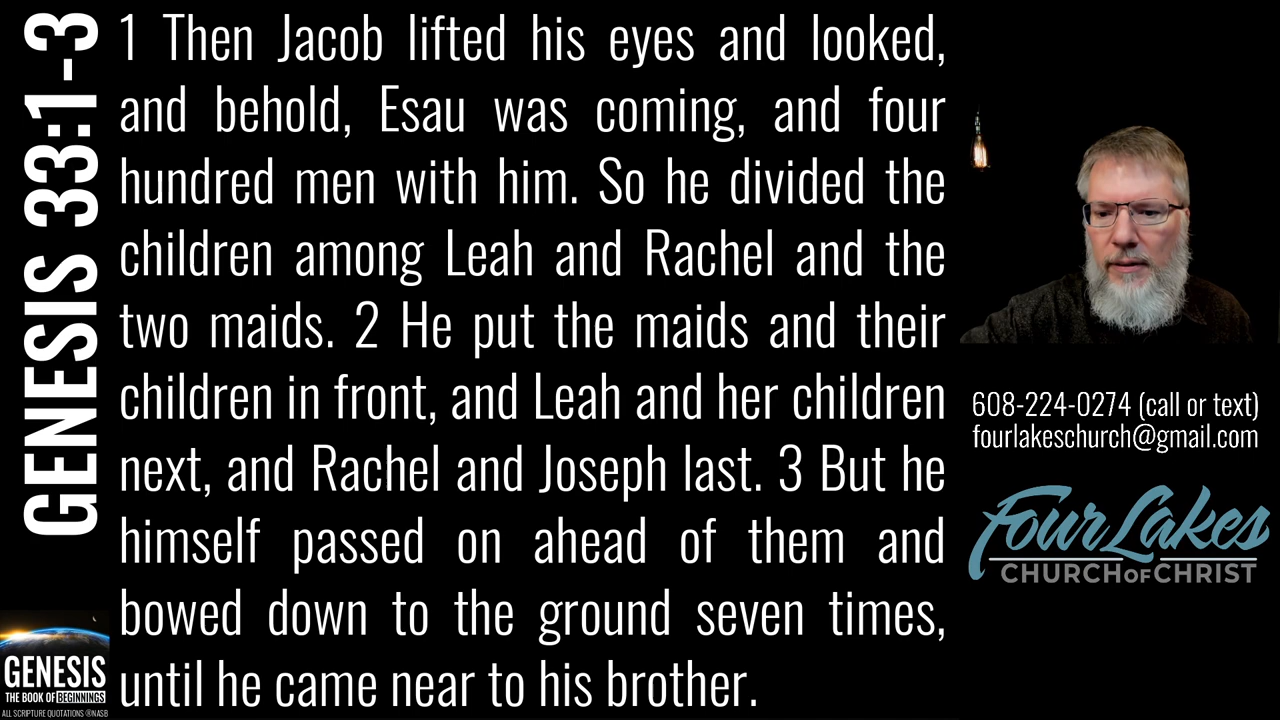 GENESIS 33:1-3
1 Then Jacob lifted his eyes and looked,
and behold, Esau was coming, and four
hundred men with him. So he divided the
children among Leah and Rachel and the
two maids. 2 He put the maids and their
children in front, and Leah and her children
next, and Rachel and Joseph last. 3 But he
himself passed on ahead of them and
bowed down to the ground seven times,
until he came near to his brother.
GENESIS
THE BOOK OF BEGINNINGS
ALL SCRIPTURE QUOTATIONS ®NASB
608-224-0274 (call or text)
fourlakeschurch@gmail.com
Four Lakes
CHURCH OF CHRIST